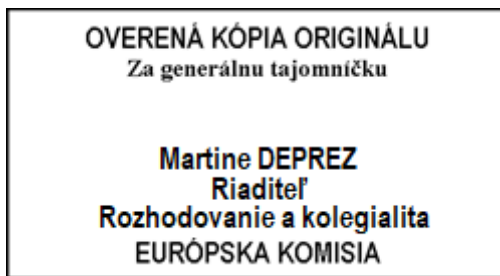 OVERENÁ KÓPIA ORIGINÁLU
Za generálnu tajomníčku
Martine DEPREZ
Riaditeľ
Rozhodovanie a kolegialita
EURÓPSKA KOMISIA